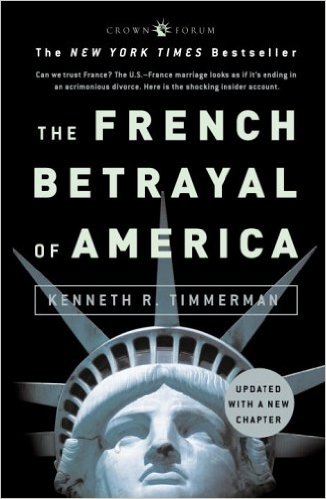 CROWN FORUM
The NEW YORK TIMES Bestseller
Can we trust France? The U.S.–France marriage looks as if it's ending in
an acrimonious divorce. Here is the shocking insider account.
THE FRENCH
BETRAYAL
OF AMERICA
KENNETH R. TIMMERMAN
UPDATED
WITH A NEW
CHAPTER